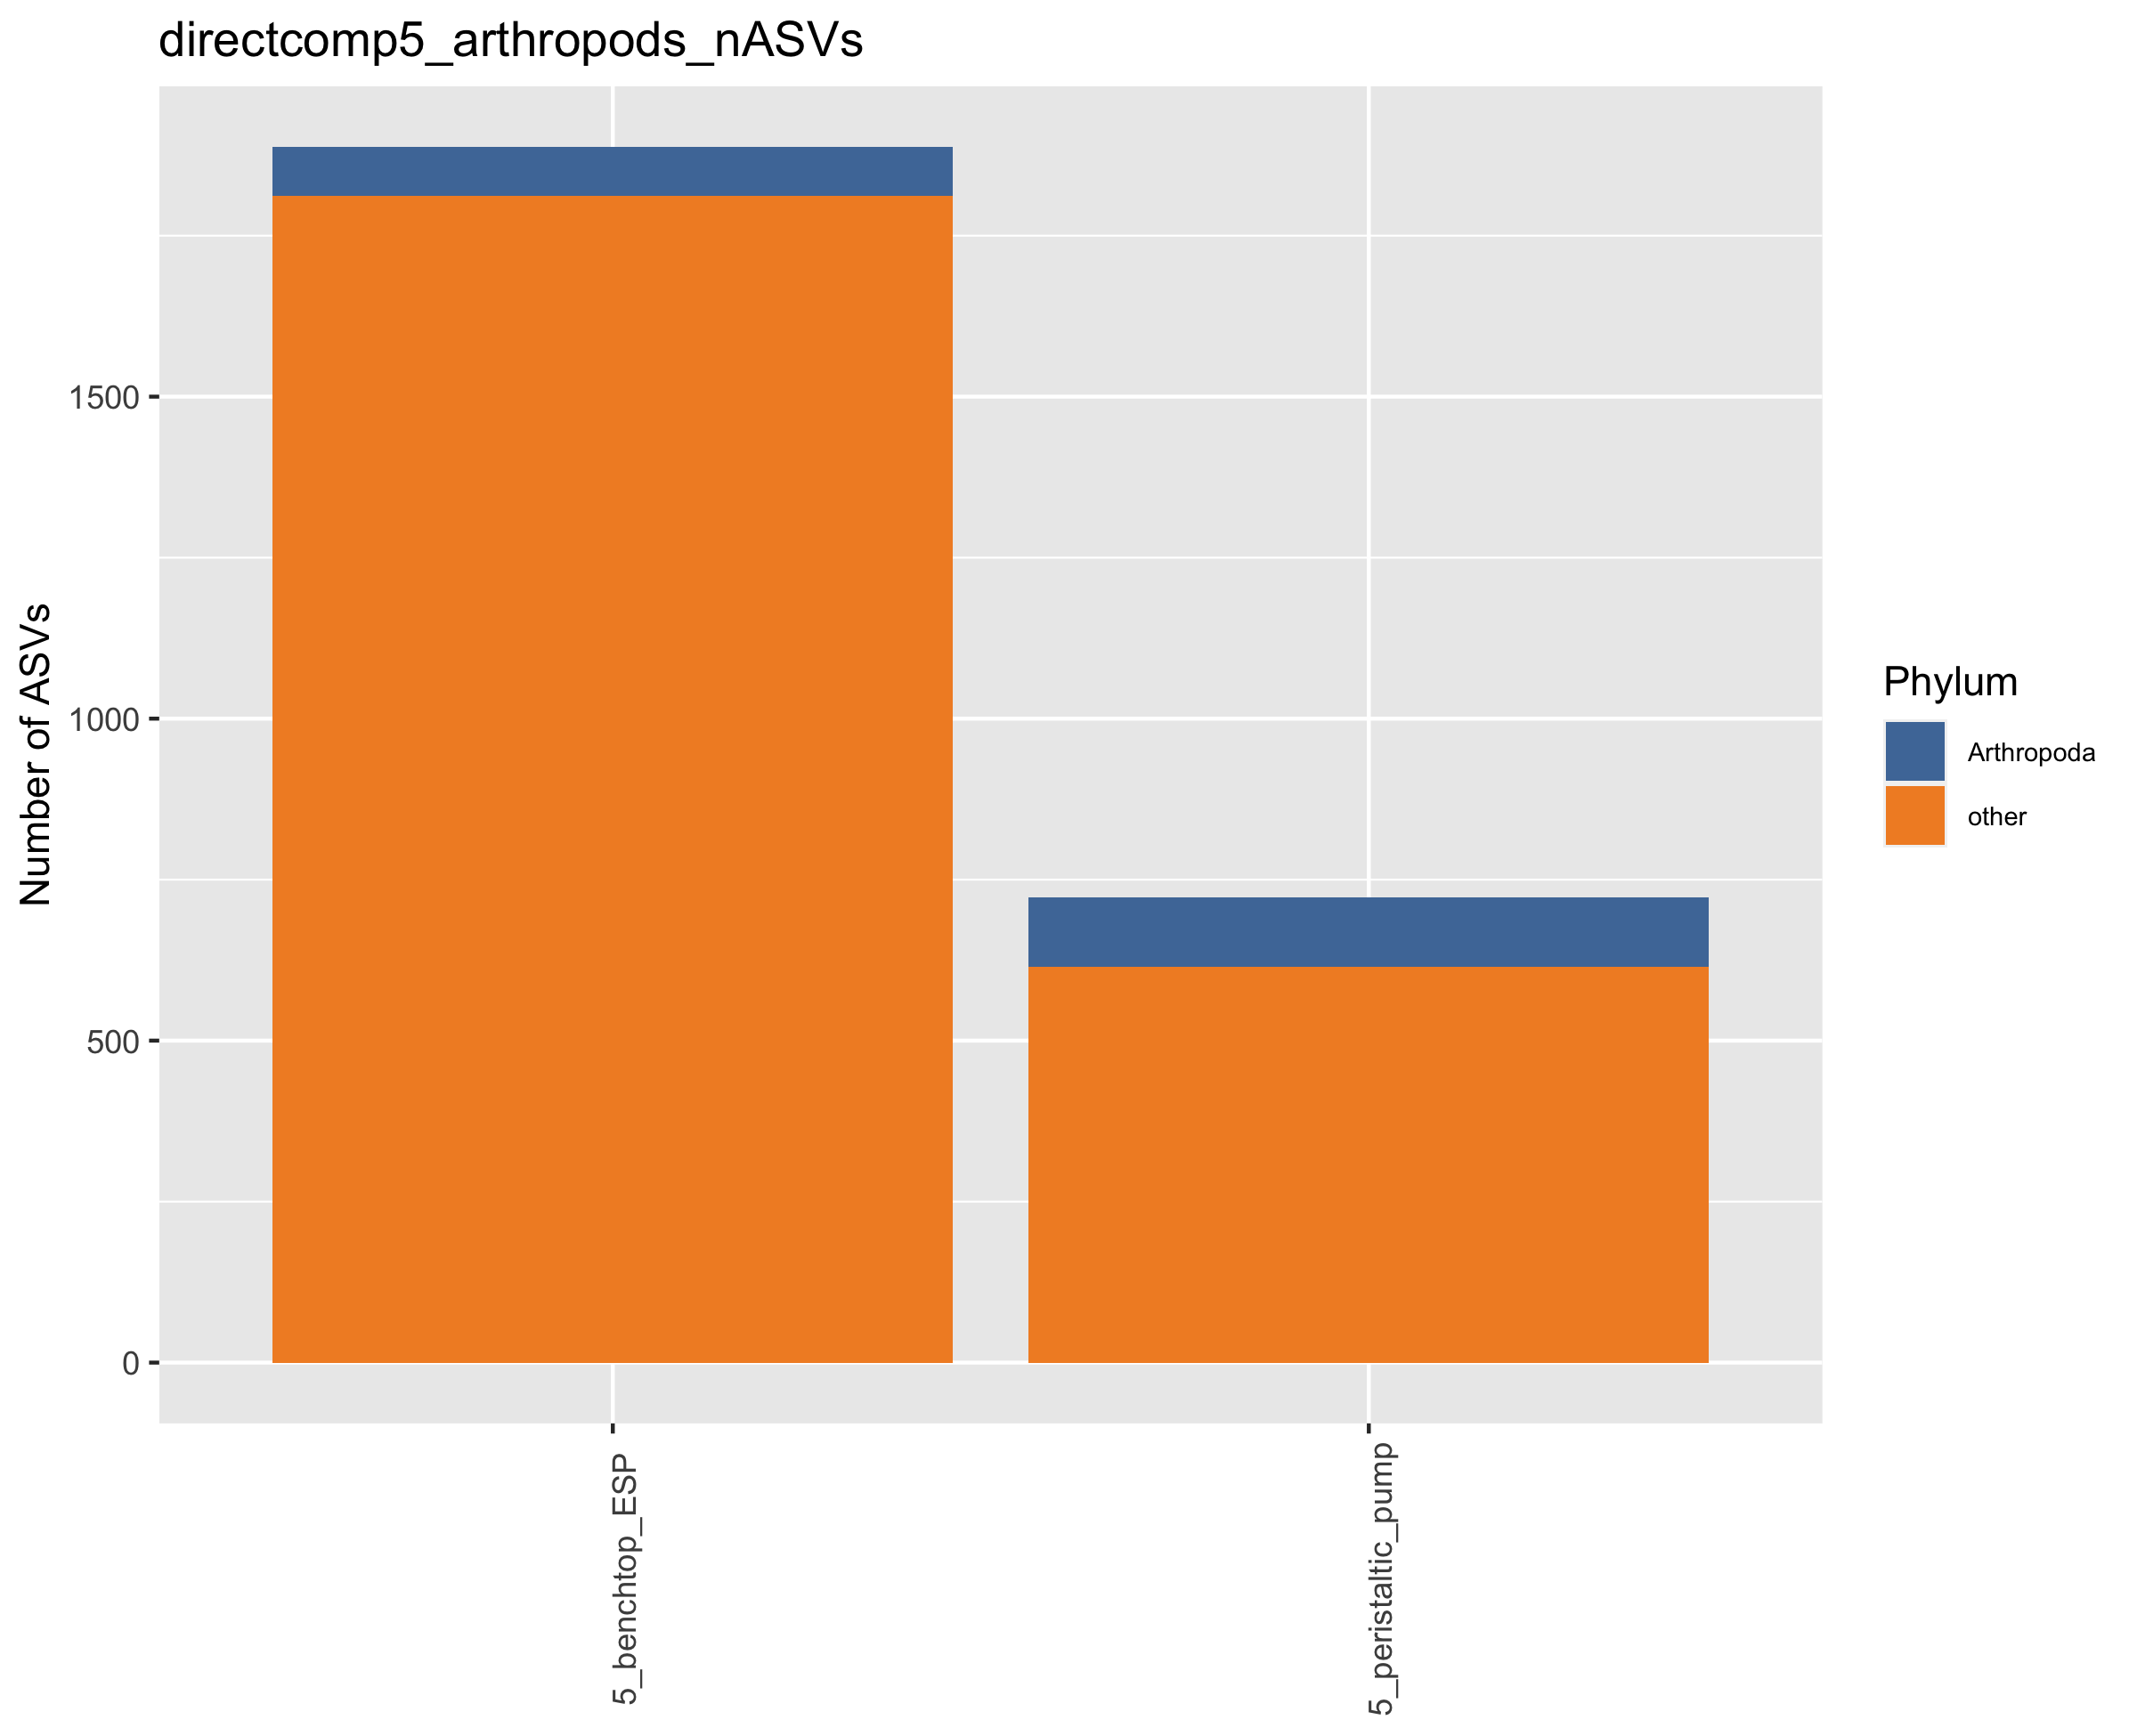 directcomp5_arthropods_nASVs
Number of ASVs
1500
1000
500
0
5_benchtop_ESP
5_peristaltic_pump
Phylum
Arthropoda
other